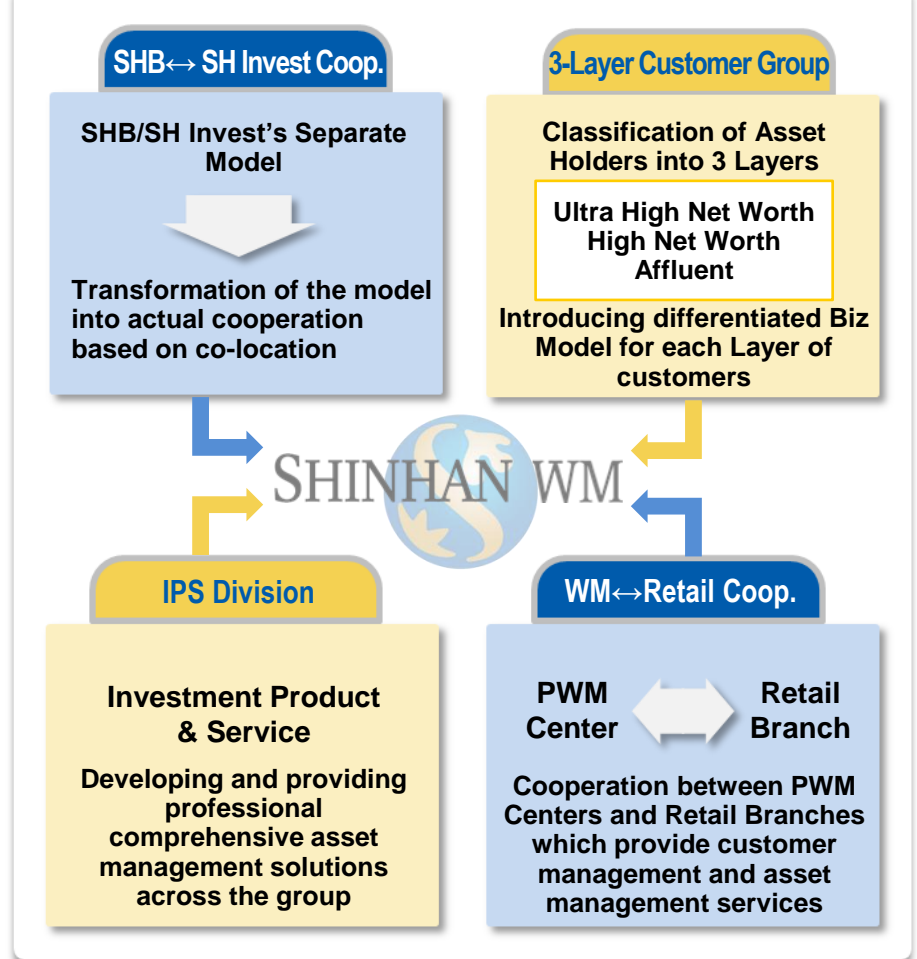 SHB↔ SH Invest Coop.
SHB/SH Invest's Separate
Model
Transformation of the model
into actual cooperation
based on co-location
3-Layer Customer Group
Classification of Asset
Holders into 3 Layers
Ultra High Net Worth
High Net Worth
Affluent
Introducing differentiated Biz
Model for each Layer of
customers
SHINHAN WM
IPS Division
Investment Product
& Service
Developing and providing
professional
comprehensive asset
management solutions
across the group
WM↔Retail Coop.
PWM
Center
Retail
Branch
Cooperation between PWM
Centers and Retail Branches
which provide customer
management and asset
management services